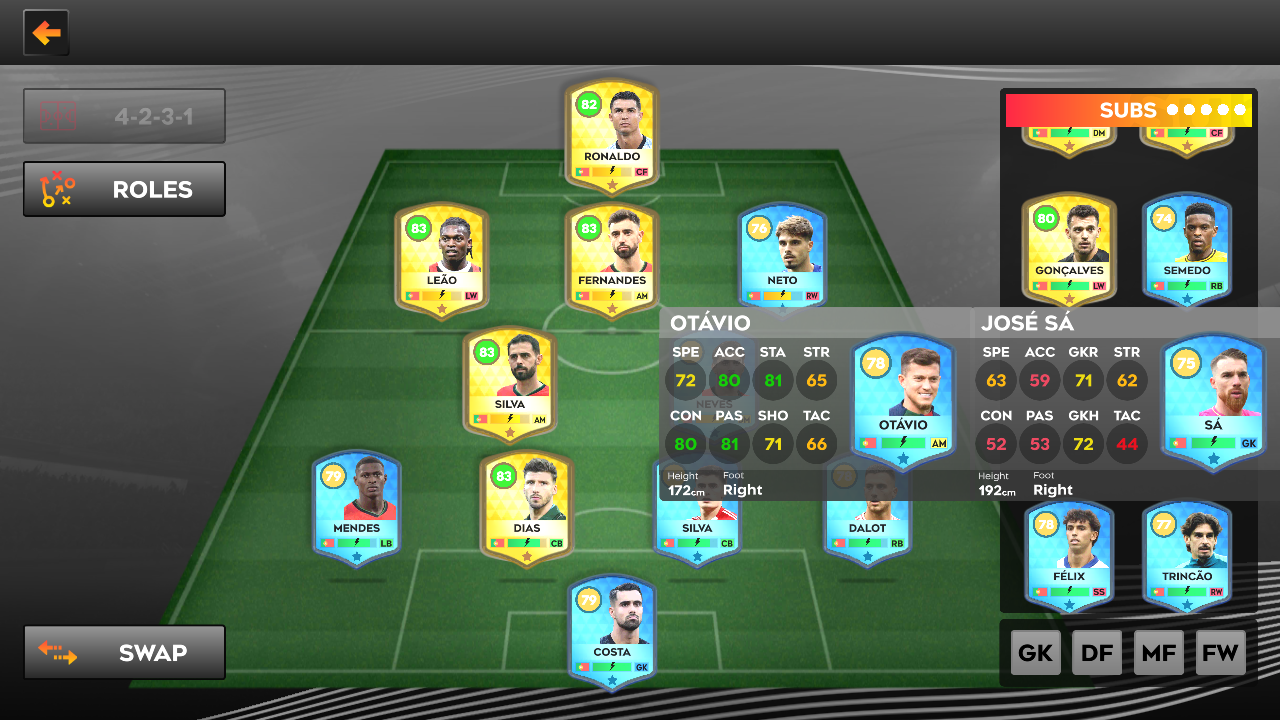 4-2-3-1
ROLES
SWAP
82
RONALDO
CF
83
LEÃO
LW
83
FERNANDES
AM
76
NETO
RW
83
SILVA
AM
NEVES
79
MENDES
LB
83
DIAS
CB
SILVA
CB
DALOT
RB
79
COSTA
GK
SUBS
DM
CF
80
GONÇALVES
LW
74
SEMEDO
RB
OTÁVIO
SPE ACC STA STR
72 80 81 65
CON PAS SHO TAC
80 81 71 66
Height Foot
172cm Right
78
OTÁVIO
AM
JOSÉ SÁ
SPE ACC GKR STR
63 59 71 62
CON PAS GKH TAC
52 53 72 44
Height Foot
192cm Right
75
SÁ
GK
78
FÉLIX
SS
77
TRINCÃO
RW
GK DF MF FW